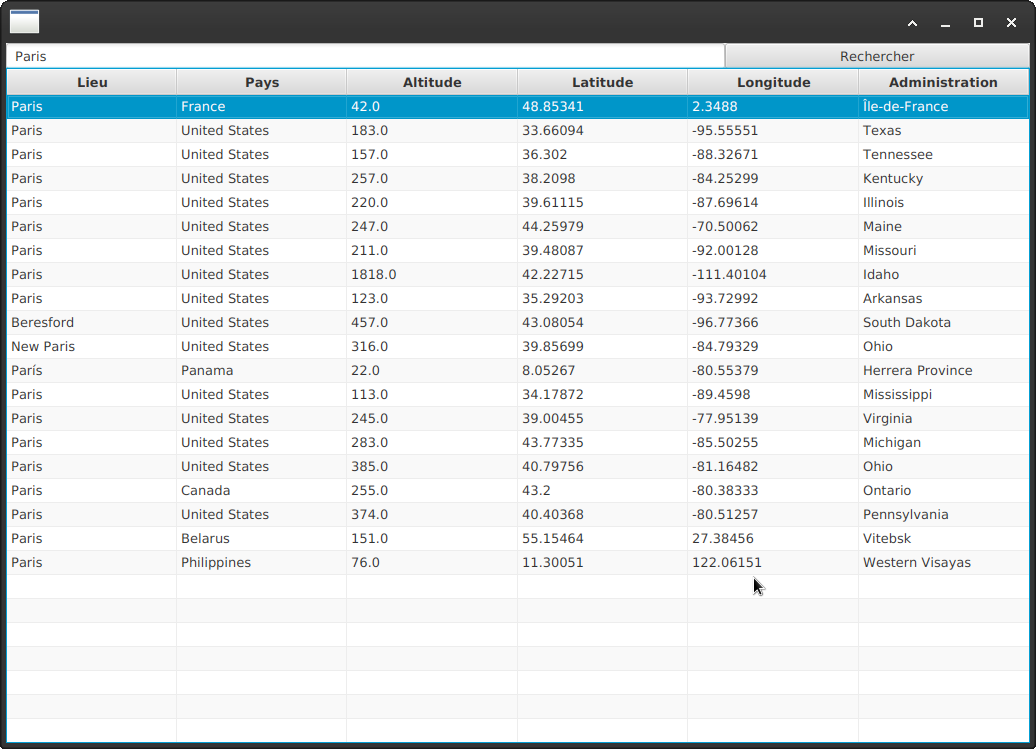 Paris Rechercher
Lieu Pays Altitude Latitude Longitude Administration
Paris France 42.0 48.85341 2.3488 Île-de-France
Paris United States 183.0 33.66094 -95.55551 Texas
Paris United States 157.0 36.302 -88.32671 Tennessee
Paris United States 257.0 38.2098 -84.25299 Kentucky
Paris United States 220.0 39.61115 -87.69614 Illinois
Paris United States 247.0 44.25979 -70.50062 Maine
Paris United States 211.0 39.48087 -92.00128 Missouri
Paris United States 1818.0 42.22715 -111.40104 Idaho
Paris United States 123.0 35.29203 -93.72992 Arkansas
Beresford United States 457.0 43.08054 -96.77366 South Dakota
New Paris United States 316.0 39.85699 -84.79329 Ohio
París Panama 22.0 8.05267 -80.55379 Herrera Province
Paris United States 113.0 34.17872 -89.4598 Mississippi
Paris United States 245.0 39.00455 -77.95139 Virginia
Paris United States 283.0 43.77335 -85.50255 Michigan
Paris United States 385.0 40.79756 -81.16482 Ohio
Paris Canada 255.0 43.2 -80.38333 Ontario
Paris United States 374.0 40.40368 -80.51257 Pennsylvania
Paris Belarus 151.0 55.15464 27.38456 Vitebsk
Paris Philippines 76.0 11.30051 122.06151 Western Visayas